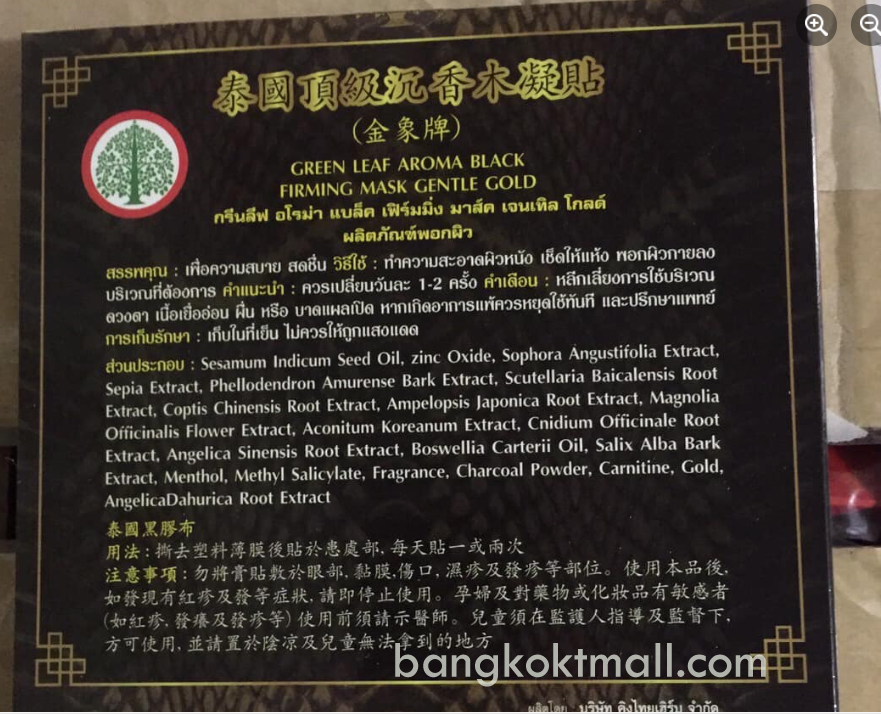 泰國頂級沉香木凝貼
(金象牌)
GREEN LEAF AROMA BLACK
FIRMING MASK GENTLE GOLD
กรีนลีฟ อโรม่า แบล็ค เฟิร์มมิ่ง มาส์ค เจนเทิล โกลด์
ผลิตภัณฑ์พอกผิว
สรรพคุณ : เพื่อความสบาย สดชื่น วิธีใช้ : ทำความสะอาดผิวหนัง เช็ดให้แห้ง พอกผิวกายลง
บริเวณที่ต้องการ คำแนะนำ : ควรเปลี่ยนวันละ 1-2 ครั้ง คำเตือน : หลีกเลี่ยงการใช้บริเวณ
ดวงตา เนื้อเยื่ออ่อน ผื่น หรือ บาดแผลเปิด หากเกิดอาการแพ้ควรหยุดใช้ทันที และปรึกษาแพทย์
การเก็บรักษา : เก็บในที่เย็น ไม่ควรให้ถูกแสงแดด
ส่วนประกอบ : Sesamum Indicum Seed Oil, zinc Oxide, Sophora Angustifolia Extract,
Sepia Extract, Phellodendron Amurense Bark Extract, Scutellaria Baicalensis Root
Extract, Coptis Chinensis Root Extract, Ampelopsis Japonica Root Extract, Magnolia
Officinalis Flower Extract, Aconitum Koreanum Extract, Cnidium Officinale Root
Extract, Angelica Sinensis Root Extract, Boswellia Carterii Oil, Salix Alba Bark
Extract, Menthol, Methyl Salicylate, Fragrance, Charcoal Powder, Carnitine, Gold,
AngelicaDahurica Root Extract
泰國黑膠布
用法:撕去塑料薄膜後貼於患處部,每天貼一或兩次
注意事項:勿將膏貼敷於眼部,黏膜,傷口,濕疹及發疹等部位。使用本品後,
如發現有紅疹及發等症狀,請即停止使用。孕婦及對藥物或化妝品有敏感者
(如紅疹,發癢及發疹等)使用前須請示醫師。兒童須在監護人指導及監督下,
方可使用,並請置於陰凉及兒童無法拿到的地方
bangkoktmall.com
ผลิตโดย : บริษัท คิงไทยเฮิร์บ จำกัด